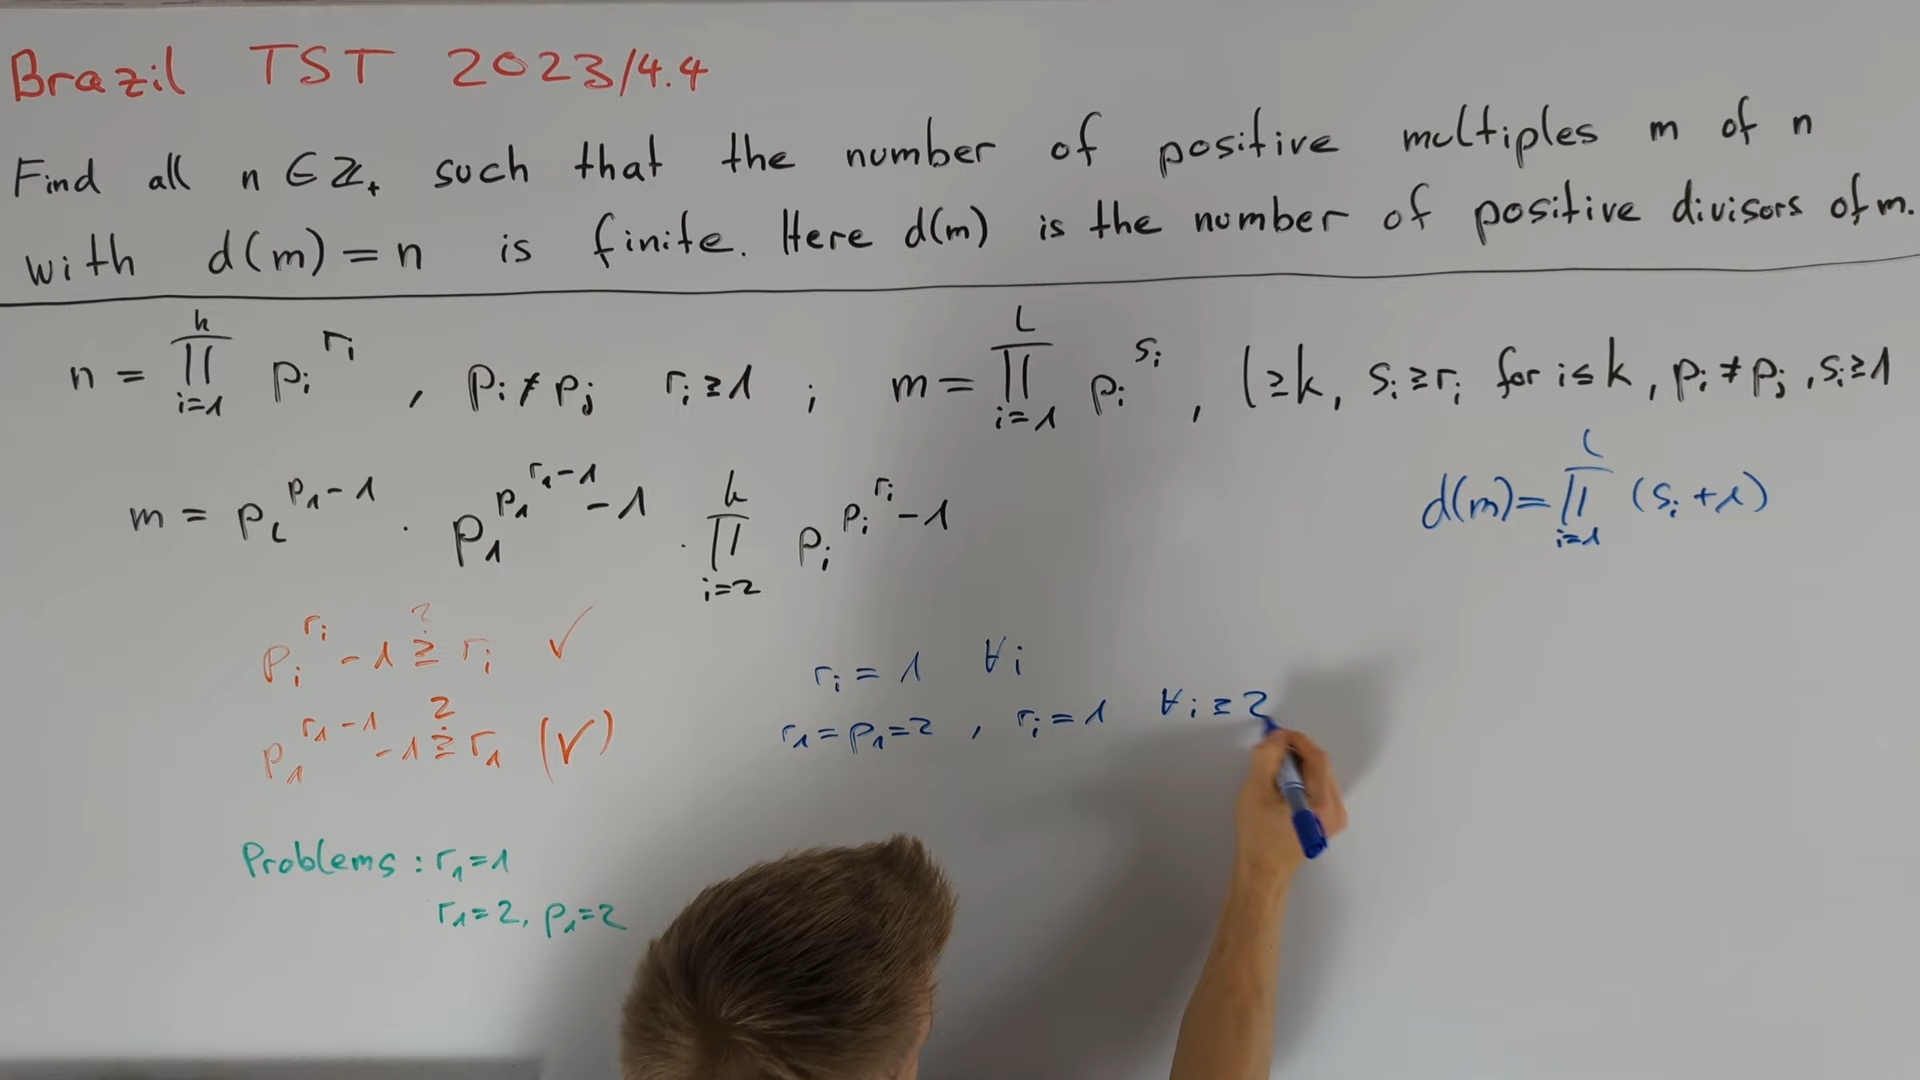 Brazil TST 2023/4.4
Find all n ∈ ℤ₊ such that the number of positive multiples m of n
with d(m) = n is finite. Here d(m) is the number of positive divisors of m.
n = ∏_{i=1}^{k} p_i^{r_i} , p_i ≠ p_j r_i ≥ 1 ; m = ∏_{i=1}^{l} p_i^{s_i} , l ≥ k, s_i ≥ r_i for i ≤ k, p_i ≠ p_j, s_i ≥ 1
d(m) = ∏_{i=1}^{l} (s_i + 1)
m = p_l^{p_1 - 1} · p_1^{p_1^{r_1 - 1} - 1} · ∏_{i=2}^{k} p_i^{p_i^{r_i} - 1}
p_i^{r_i} - 1 ≥^? r_i ✓
p_1^{r_1 - 1} - 1 ≥^? r_1 (✓)
r_i = 1 ∀i
r_1 = p_1 = 2 , r_i = 1 ∀i ≥ 2
Problems : r_1 = 1
r_1 = 2, p_1 = 2